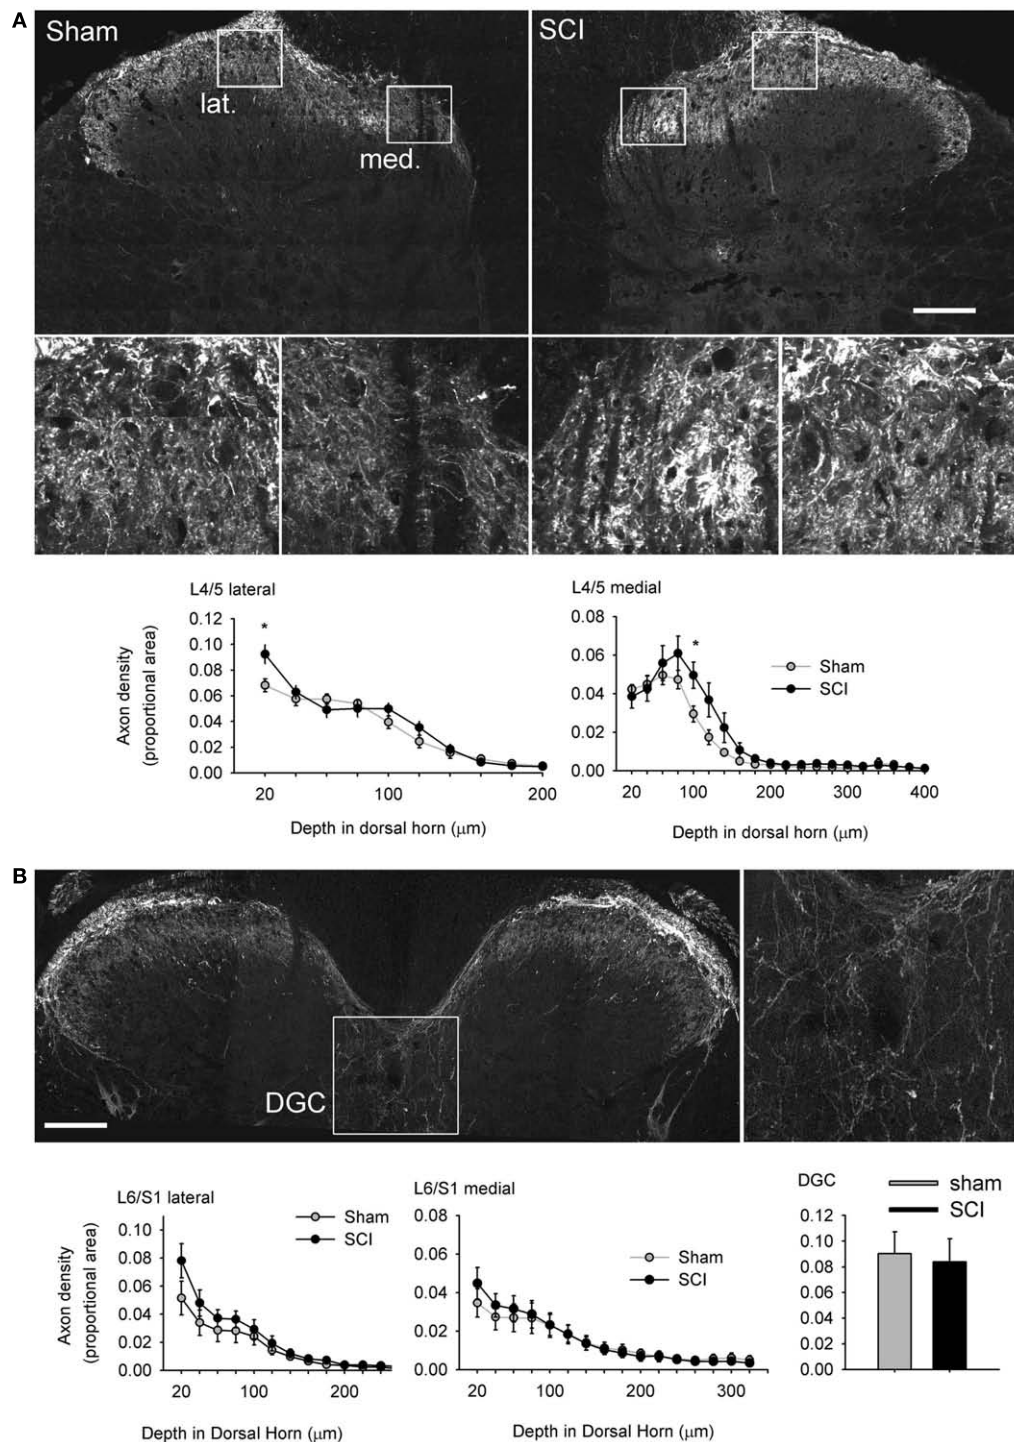 A
Sham
SCI
lat.
med.
L4/5 lateral
0.12
0.10
0.08
0.06
0.04
0.02
0.00
*
20
100
200
Axon density
(proportional area)
Depth in dorsal horn (μm)
L4/5 medial
0.08
0.06
0.04
0.02
0.00
*
Sham
SCI
20
100
200
300
400
Depth in dorsal horn (μm)
B
DGC
L6/S1 lateral
0.10
0.08
0.06
0.04
0.02
0.00
Sham
SCI
20
100
200
Axon density
(proportional area)
Depth in Dorsal Horn (μm)
L6/S1 medial
0.08
0.06
0.04
0.02
0.00
Sham
SCI
20
100
200
300
Depth in Dorsal Horn (μm)
DGC
sham
SCI
0.12
0.10
0.08
0.06
0.04
0.02
0.00